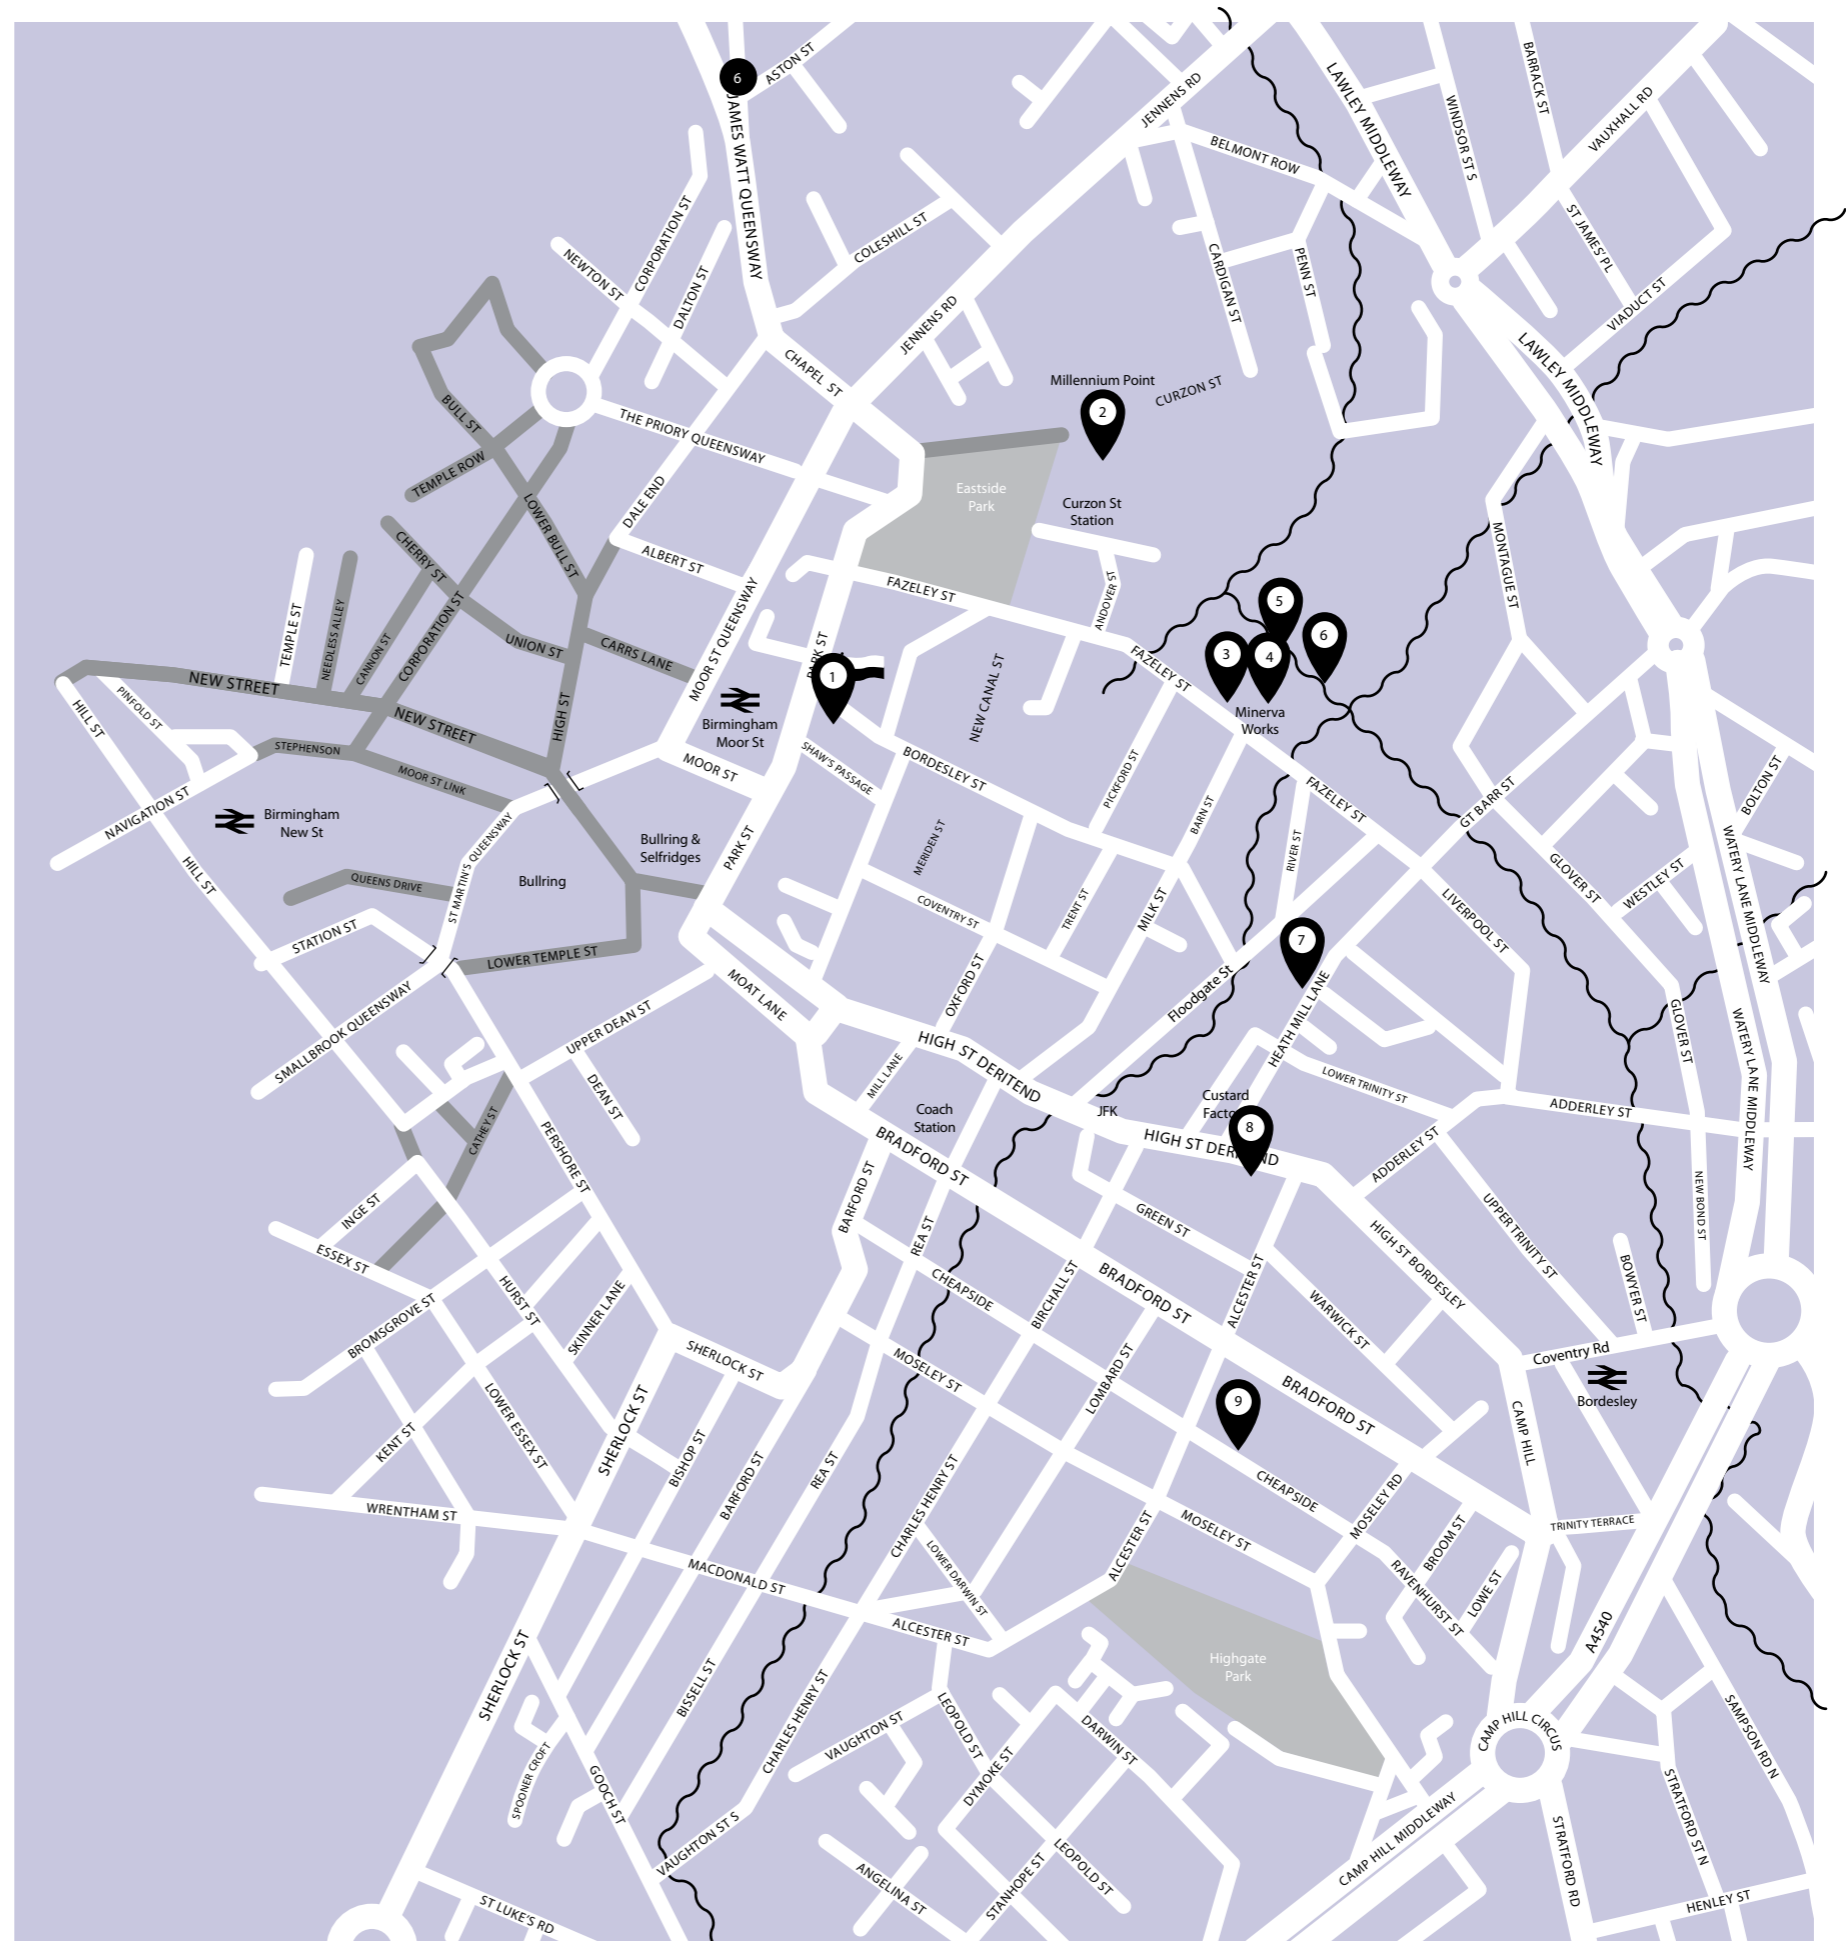 6
ASTON ST
JAMES WATT QUEENSWAY
JENNENS RD
LAWLEY MIDDLEWAY
WINDSOR ST S
BARRACK ST
VAUXHALL RD
BELMONT ROW
ST JAMES' PL
CORPORATION ST
NEWTON ST
DALTON ST
COLESHILL ST
CARDIGAN ST
PENN ST
VIADUCT ST
JENNENS RD
LAWLEY MIDDLEWAY
CHAPEL ST
Millennium Point
2
CURZON ST
BULL ST
THE PRIORY QUEENSWAY
TEMPLE ROW
DALE END
LOWER BULL ST
Eastside
Park
Curzon St
Station
CHERRY ST
ALBERT ST
MONTAGUE ST
FAZELEY ST
ANDOVER ST
TEMPLE ST
NEEDLESS ALLEY
CANNON ST
CORPORATION ST
UNION ST
CARRS LANE
MOOR ST QUEENSWAY
PARK ST
1
5
6
3
4
Minerva
Works
FAZELEY ST
NEW CANAL ST
NEW STREET
NEW STREET
HIGH ST
Birmingham
Moor St
HILL ST
PINFOLD ST
STEPHENSON
MOOR ST LINK
MOOR ST
SHAW'S PASSAGE
BORDESLEY ST
PICKFORD ST
BARN ST
FAZELEY ST
GT BARR ST
BOLTON ST
NAVIGATION ST
Birmingham
New St
ST MARTIN'S QUEENSWAY
Bullring &
Selfridges
PARK ST
MERIDEN ST
RIVER ST
HILL ST
QUEENS DRIVE
Bullring
COVENTRY ST
TRENT ST
MILK ST
LIVERPOOL ST
GLOVER ST
WESTLEY ST
WATERY LANE MIDDLEWAY
STATION ST
LOWER TEMPLE ST
7
MOAT LANE
OXFORD ST
Floodgate St
HEATH MILL LANE
GLOVER ST
WATERY LANE MIDDLEWAY
SMALLBROOK QUEENSWAY
UPPER DEAN ST
HIGH ST DERITEND
MILL LANE
DEAN ST
LOWER TRINITY ST
ADDERLEY ST
Coach
Station
JFK
Custard
Facto
8
HIGH ST DERITEND
CATHEY ST
PERSHORE ST
BRADFORD ST
BARFORD ST
ADDERLEY ST
NEW BOND ST
INGE ST
ESSEX ST
REA ST
GREEN ST
UPPER TRINITY ST
HIGH ST BORDESLEY
BOWYER ST
HURST ST
SKINNER LANE
BROMSGROVE ST
CHEAPSIDE
BIRCHALL ST
BRADFORD ST
ALCESTER ST
WARWICK ST
Coventry Rd
Bordesley
SHERLOCK ST
MOSELEY ST
LOMBARD ST
9
BRADFORD ST
CAMP HILL
LOWER ESSEX ST
SHERLOCK ST
KENT ST
BISHOP ST
BARFORD ST
REA ST
CHARLES HENRY ST
CHEAPSIDE
MOSELEY RD
WRENTHAM ST
MOSELEY ST
ALCESTER ST
BROOM ST
TRINITY TERRACE
MACDONALD ST
LOWER DARWIN ST
RAVENHURST ST
LOWE ST
A4540
ALCESTER ST
SHERLOCK ST
BISSELL ST
CHARLES HENRY ST
Highgate
Park
VAUGHTON ST
LEOPOLD ST
DYMOKE ST
DARWIN ST
CAMP HILL CIRCUS
SAMPSON RD N
SPOONER CROFT
GOOCH ST
STRATFORD ST N
VAUGHTON ST S
CAMP HILL MIDDLEWAY
STRATFORD RD
ANGELINA ST
STANHOPE ST
LEOPOLD ST
HENLEY ST
ST LUKE'S RD